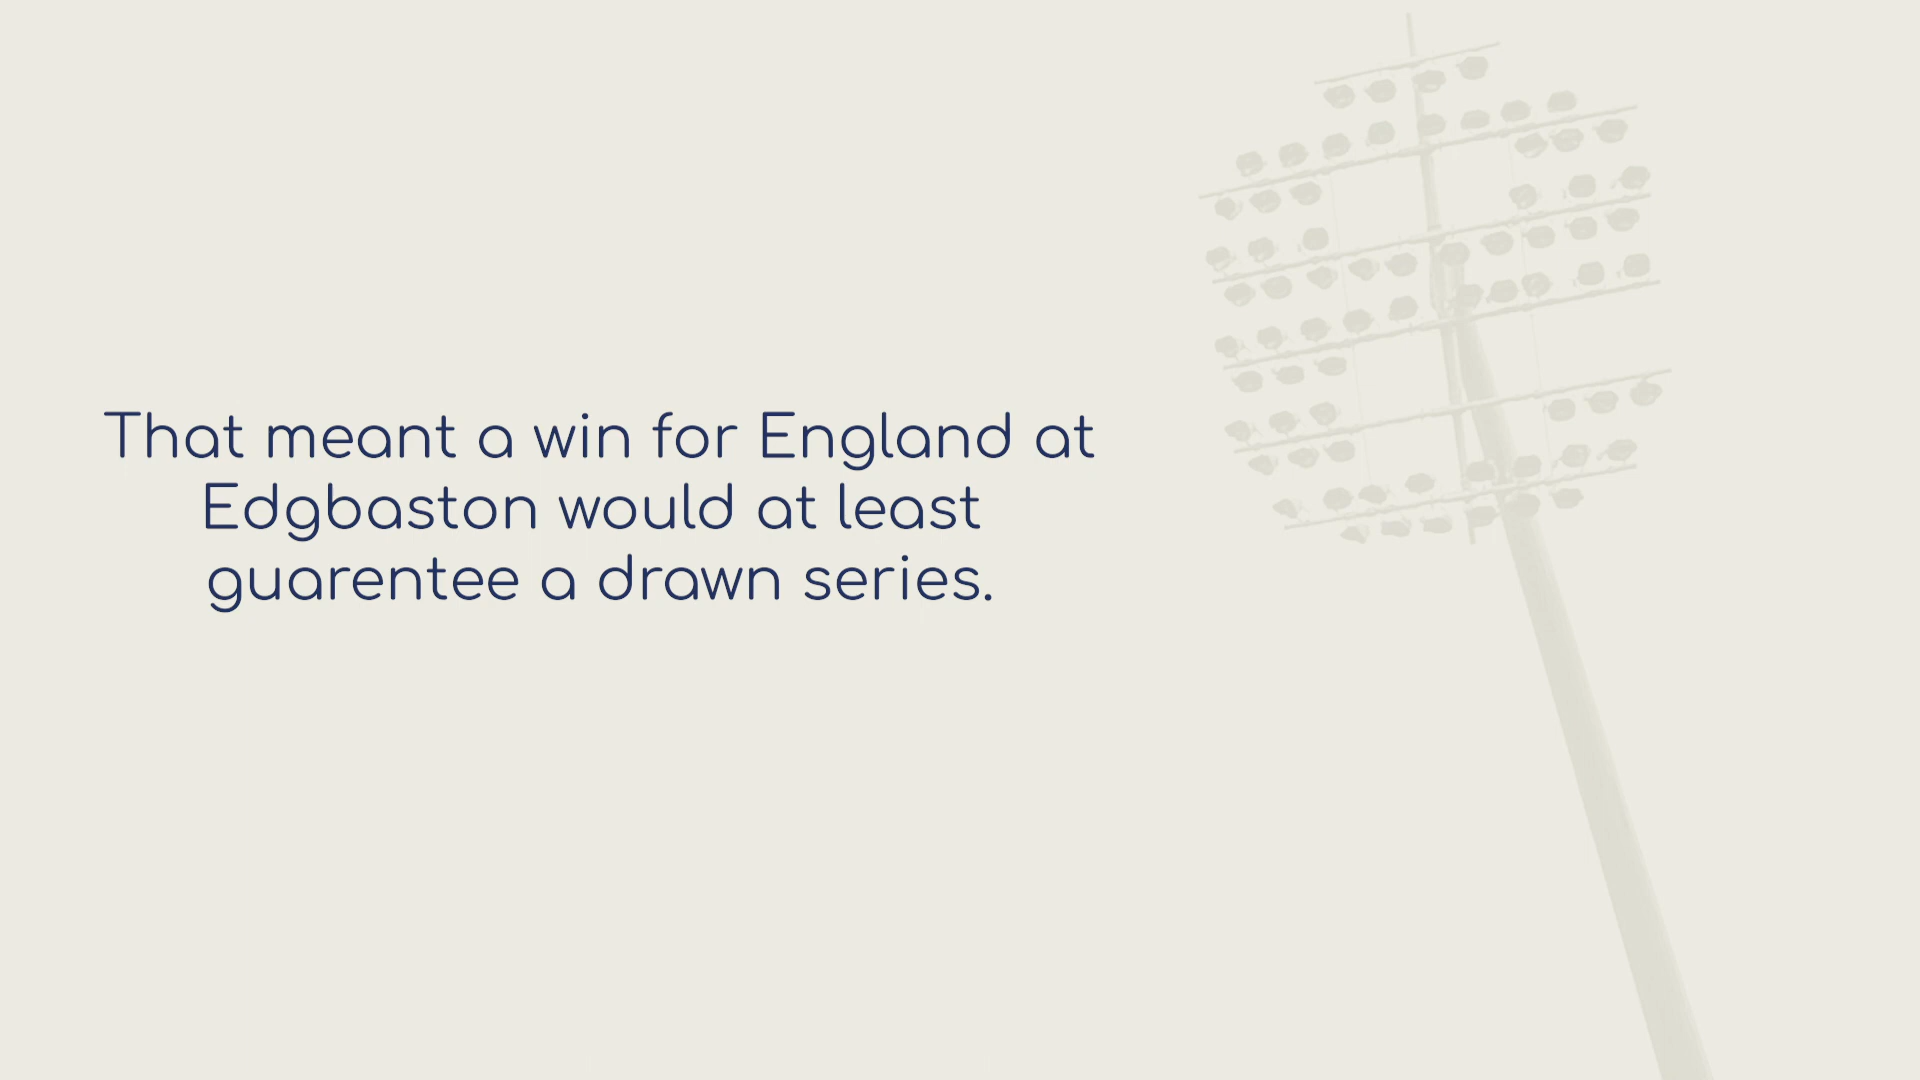 That meant a win for England at
Edgbaston would at least
guarentee a drawn series.